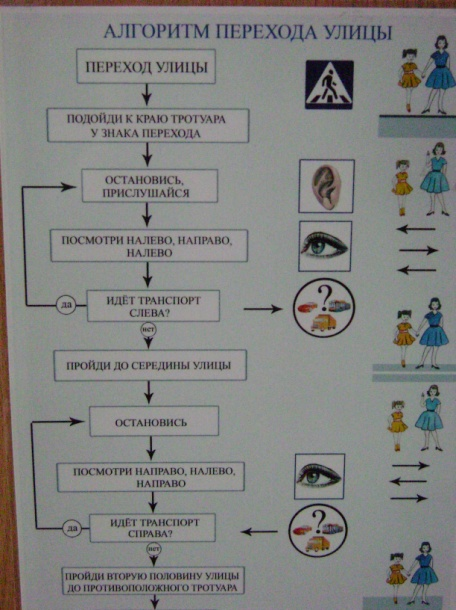 АЛГОРИТМ ПЕРЕХОДА УЛИЦЫ
ПЕРЕХОД УЛИЦЫ
ПОДОЙДИ К КРАЮ ТРОТУАРА
У ЗНАКА ПЕРЕХОДА
ОСТАНОВИСЬ,
ПРИСЛУШАЙСЯ
ПОСМОТРИ НАЛЕВО, НАПРАВО,
НАЛЕВО
да
ИДЁТ ТРАНСПОРТ
СЛЕВА?
?
нет
ПРОЙДИ ДО СЕРЕДИНЫ УЛИЦЫ
ОСТАНОВИСЬ
ПОСМОТРИ НАПРАВО, НАЛЕВО,
НАПРАВО
да
ИДЁТ ТРАНСПОРТ
СПРАВА?
?
нет
ПРОЙДИ ВТОРУЮ ПОЛОВИНУ УЛИЦЫ
ДО ПРОТИВОПОЛОЖНОГО ТРОТУАРА